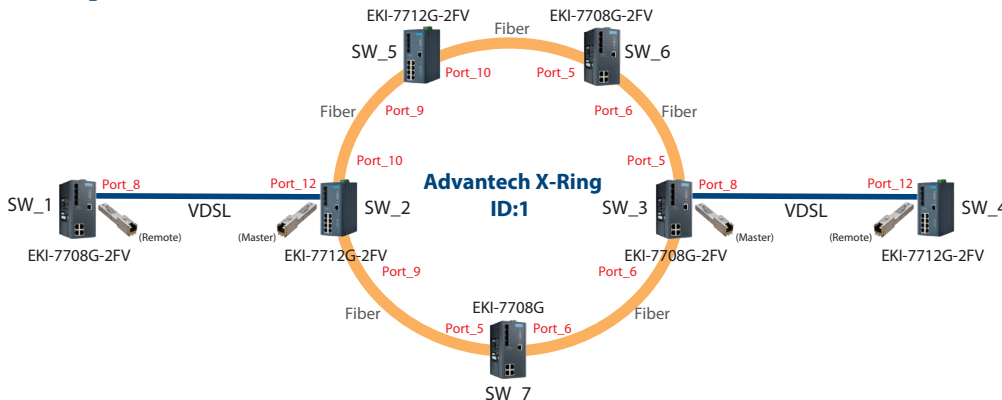 EKI-7712G-2FV
EKI-7708G-2FV
Fiber
SW_5
SW_6
Port_10
Port_5
Fiber
Port_9
Port_6
Fiber
Port_10
Port_5
Advantech X-Ring
ID:1
Port_8
Port_12
Port_8
Port_12
SW_1
VDSL
SW_2
SW_3
VDSL
SW_4
(Remote)
(Master)
(Master)
(Remote)
EKI-7708G-2FV
EKI-7712G-2FV
EKI-7708G-2FV
EKI-7712G-2FV
Port_9
Port_6
EKI-7708G
Fiber
Fiber
Port_5
Port_6
SW_7